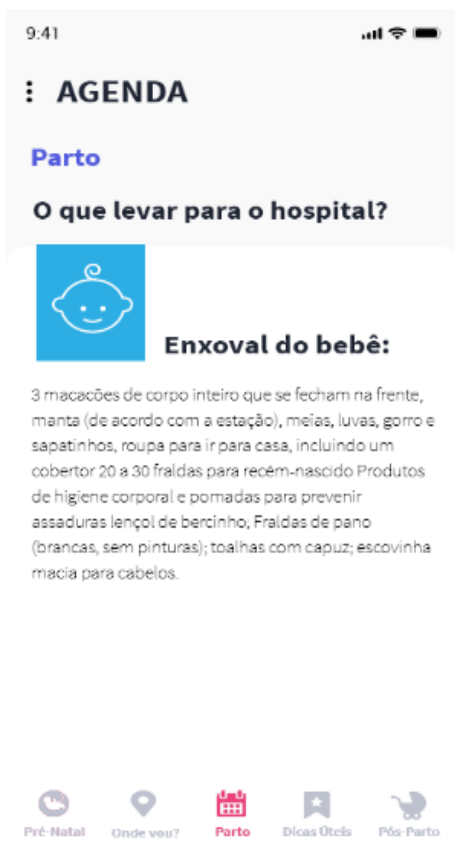 9:41
AGENDA
Parto
O que levar para o hospital?
Enxoval do bebê:
3 macacões de corpo inteiro que se fecham na frente,
manta (de acordo com a estação), meias, luvas, gorro e
sapatinhos, roupa para ir para casa, incluindo um
cobertor 20 a 30 fraldas para recém-nascido Produtos
de higiene corporal e pomadas para prevenir
assaduras lençol de bercinho; Fraldas de pano
(brancas, sem pinturas); toalhas com capuz; escovinha
macia para cabelos.
Pré-Natal Onde vou? Parto Dicas Úteis Pós-Parto